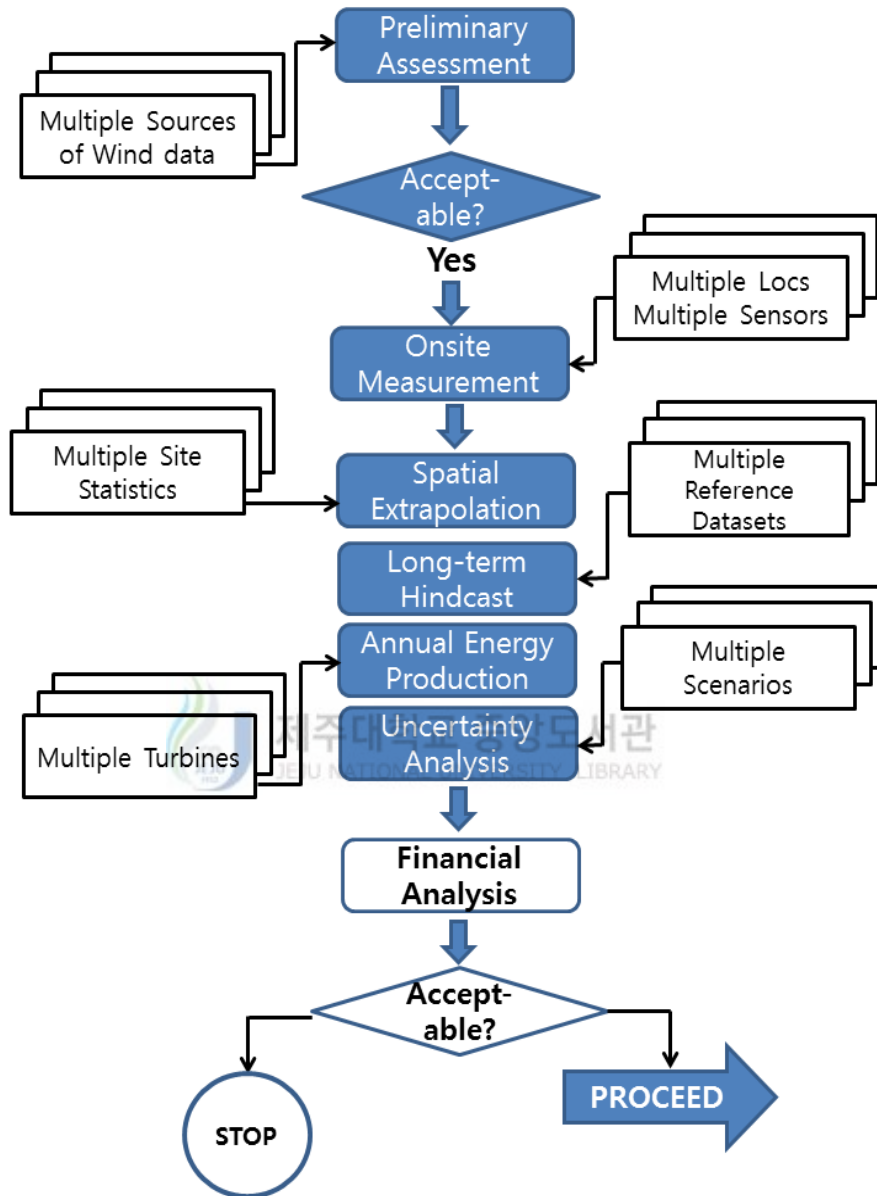 Preliminary
Assessment
Multiple Sources
of Wind data
Accept-
able?
Yes
Multiple Locs
Multiple Sensors
Onsite
Measurement
Multiple Site
Statistics
Spatial
Extrapolation
Multiple
Reference
Datasets
Long-term
Hindcast
Annual Energy
Production
Multiple
Scenarios
Multiple Turbines
Uncertainty
Analysis
제주대학교 중앙도서관
JEJU NATIONAL UNIVERSITY LIBRARY
JEJU
1952
Financial
Analysis
Accept-
able?
STOP
PROCEED